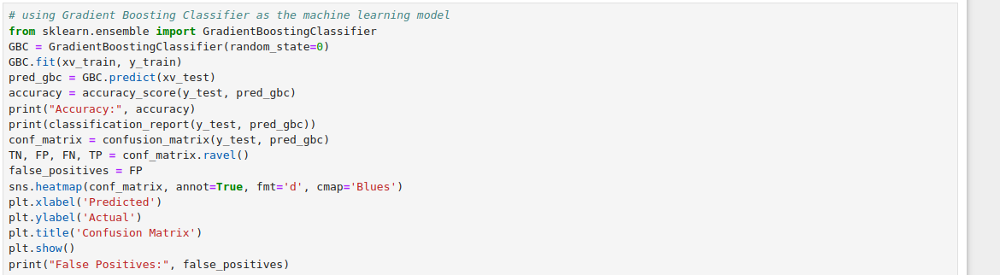 # using Gradient Boosting Classifier as the machine learning model
from sklearn.ensemble import GradientBoostingClassifier
GBC = GradientBoostingClassifier(random_state=0)
GBC.fit(xv_train, y_train)
pred_gbc = GBC.predict(xv_test)
accuracy = accuracy_score(y_test, pred_gbc)
print("Accuracy:", accuracy)
print(classification_report(y_test, pred_gbc))
conf_matrix = confusion_matrix(y_test, pred_gbc)
TN, FP, FN, TP = conf_matrix.ravel()
false_positives = FP
sns.heatmap(conf_matrix, annot=True, fmt='d', cmap='Blues')
plt.xlabel('Predicted')
plt.ylabel('Actual')
plt.title('Confusion Matrix')
plt.show()
print("False Positives:", false_positives)